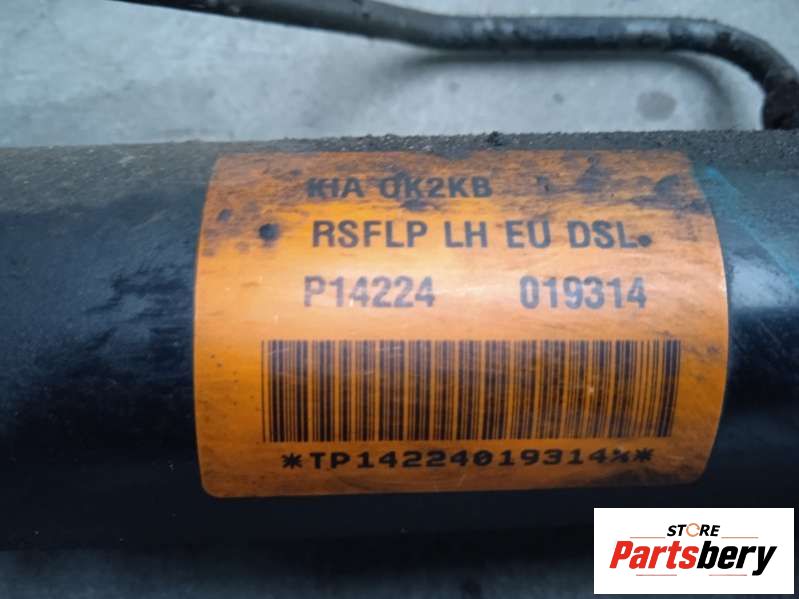 KIA OK2KB
RSFLP LH EU DSL.
P14224 019314
*TP14224019314%*
STORE
Partsbery